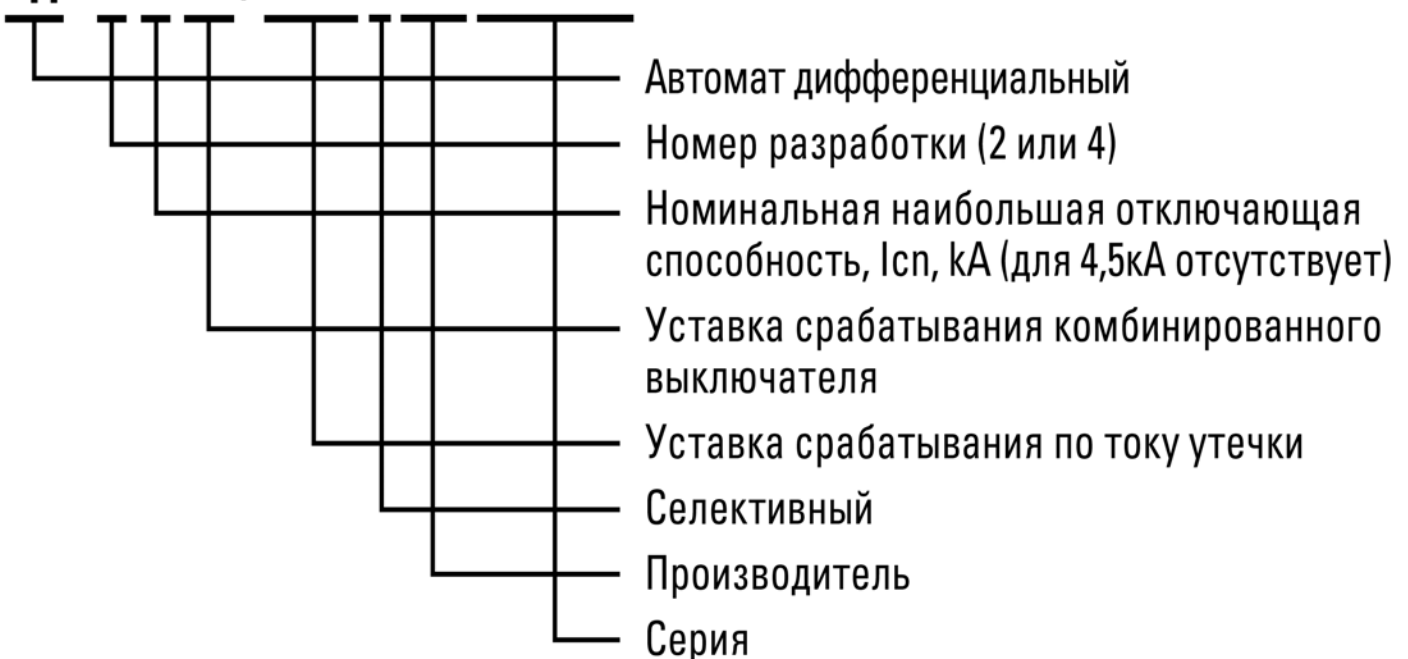 Автомат дифференциальный
Номер разработки (2 или 4)
Номинальная наибольшая отключающая
способность, Icn, kA (для 4,5кА отсутствует)
Уставка срабатывания комбинированного
выключателя
Уставка срабатывания по току утечки
Селективный
Производитель
Серия